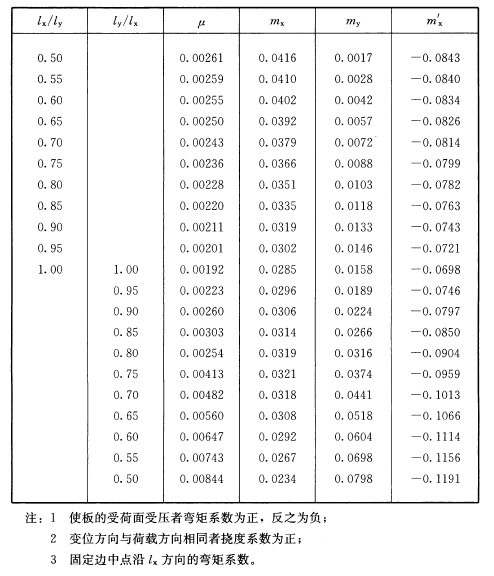 lx/ly ly/lx μ mx my m′x
0.50 0.00261 0.0416 0.0017 −0.0843
0.55 0.00259 0.0410 0.0028 −0.0840
0.60 0.00255 0.0402 0.0042 −0.0834
0.65 0.00250 0.0392 0.0057 −0.0826
0.70 0.00243 0.0379 0.0072 −0.0814
0.75 0.00236 0.0366 0.0088 −0.0799
0.80 0.00228 0.0351 0.0103 −0.0782
0.85 0.00220 0.0335 0.0118 −0.0763
0.90 0.00211 0.0319 0.0133 −0.0743
0.95 0.00201 0.0302 0.0146 −0.0721
1.00 1.00 0.00192 0.0285 0.0158 −0.0698
0.95 0.00223 0.0296 0.0189 −0.0746
0.90 0.00260 0.0306 0.0224 −0.0797
0.85 0.00303 0.0314 0.0266 −0.0850
0.80 0.00254 0.0319 0.0316 −0.0904
0.75 0.00413 0.0321 0.0374 −0.0959
0.70 0.00482 0.0318 0.0441 −0.1013
0.65 0.00560 0.0308 0.0518 −0.1066
0.60 0.00647 0.0292 0.0604 −0.1114
0.55 0.00743 0.0267 0.0698 −0.1156
0.50 0.00844 0.0234 0.0798 −0.1191
注：1 使板的受荷面受压者弯矩系数为正，反之为负；
2 变位方向与荷载方向相同者挠度系数为正；
3 固定边中点沿 lx 方向的弯矩系数。